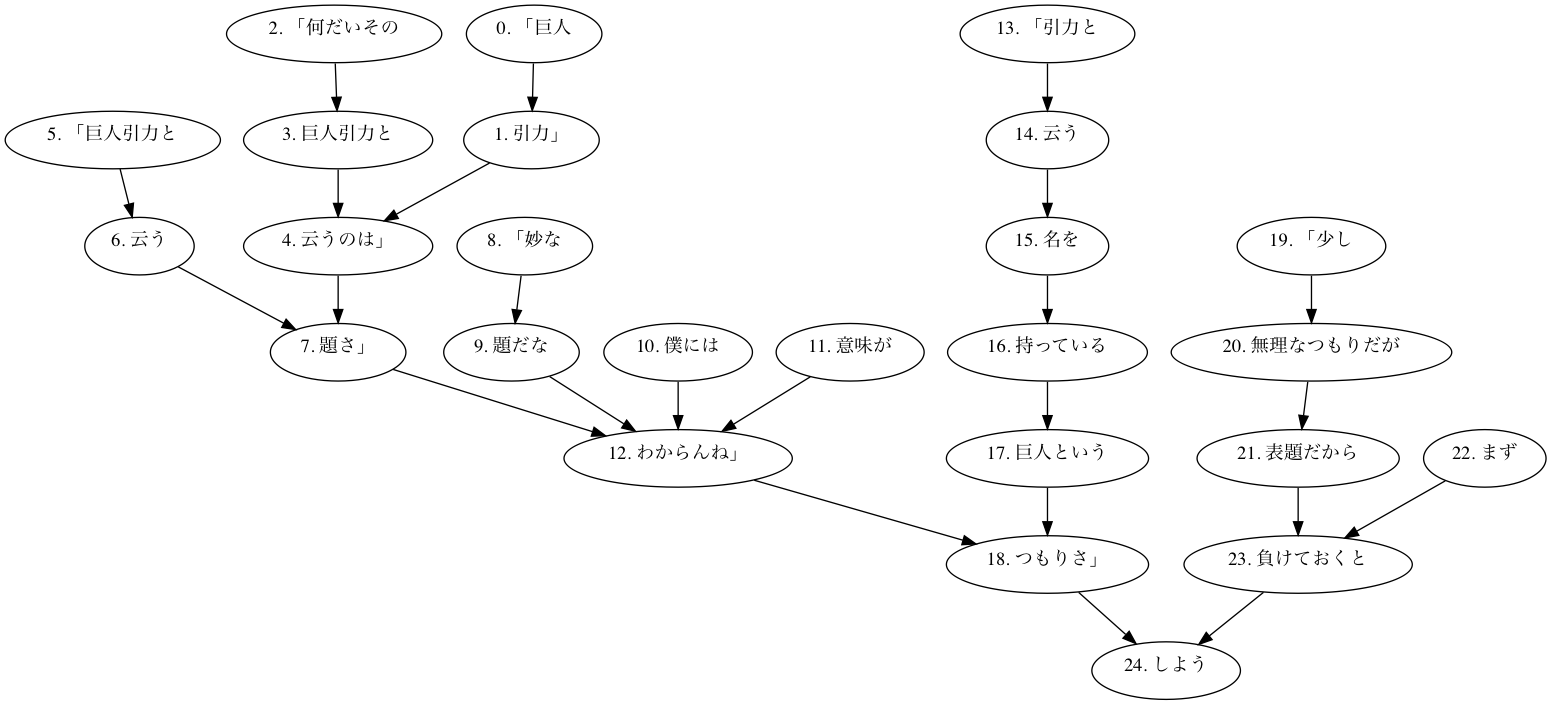 2. 「何だいその
0. 「巨人
13. 「引力と
5. 「巨人引力と
3. 巨人引力と
1. 引力」
14. 云う
6. 云う
4. 云うのは」
8. 「妙な
15. 名を
19. 「少し
7. 題さ」
9. 題だな
10. 僕には
11. 意味が
16. 持っている
20. 無理なつもりだが
12. わからんね」
17. 巨人という
21. 表題だから
22. まず
18. つもりさ」
23. 負けておくと
24. しよう